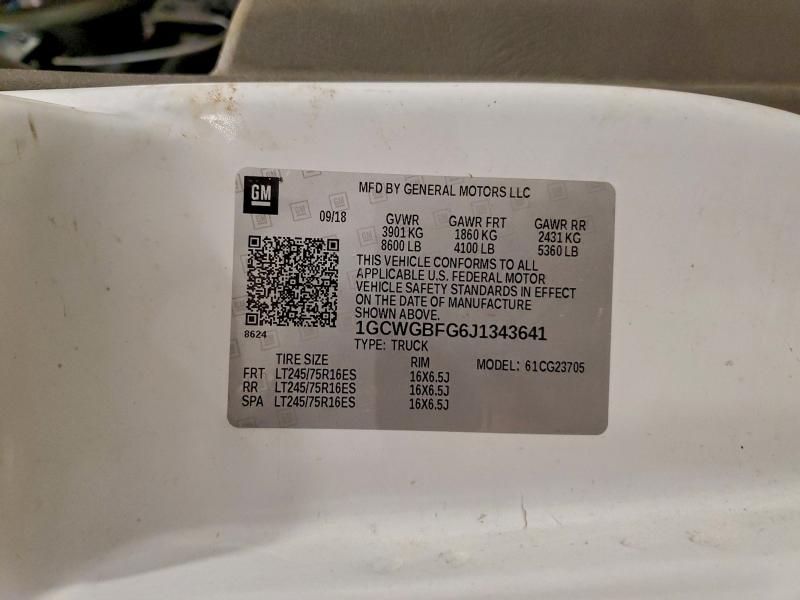 GM
MFD BY GENERAL MOTORS LLC
09/18
GVWR GAWR FRT GAWR RR
3901 KG 1860 KG 2431 KG
8600 LB 4100 LB 5360 LB
THIS VEHICLE CONFORMS TO ALL
APPLICABLE U.S. FEDERAL MOTOR
VEHICLE SAFETY STANDARDS IN EFFECT
ON THE DATE OF MANUFACTURE
SHOWN ABOVE.
8624
1GCWGBFG6J1343641
TYPE: TRUCK
TIRE SIZE RIM MODEL: 61CG23705
FRT LT245/75R16ES 16X6.5J
RR LT245/75R16ES 16X6.5J
SPA LT245/75R16ES 16X6.5J